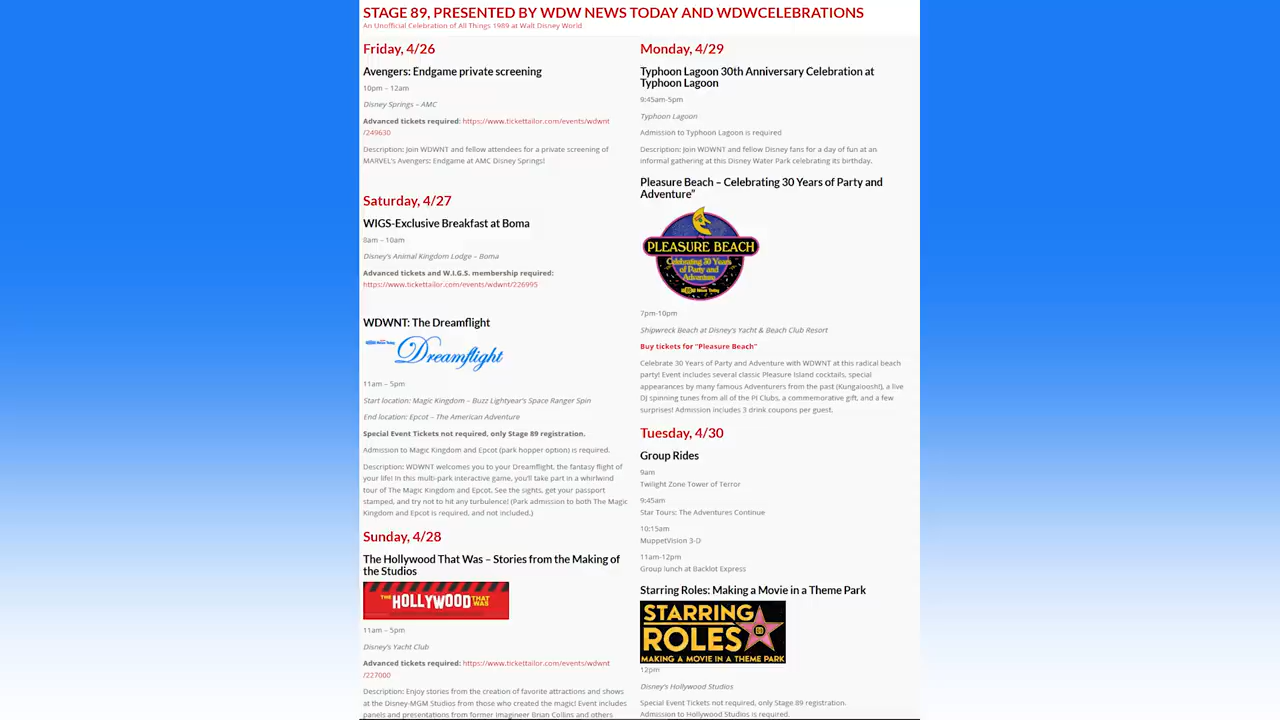 STAGE 89, PRESENTED BY WDW NEWS TODAY AND WDWCELEBRATIONS
An Unofficial Celebration of All Things 1989 at Walt Disney World
Friday, 4/26
Avengers: Endgame private screening
10pm – 12am
Disney Springs – AMC
Advanced tickets required: https://www.tickettailor.com/events/wdwnt
/249630
Description: Join WDWNT and fellow attendees for a private screening of
MARVEL's Avengers: Endgame at AMC Disney Springs!
Saturday, 4/27
WIGS-Exclusive Breakfast at Boma
8am – 10am
Disney's Animal Kingdom Lodge – Boma
Advanced tickets and W.I.G.S. membership required:
https://www.tickettailor.com/events/wdwnt/226995
WDWNT: The Dreamflight
Dreamflight
11am – 5pm
Start location: Magic Kingdom – Buzz Lightyear's Space Ranger Spin
End location: Epcot – The American Adventure
Special Event Tickets not required, only Stage 89 registration.
Admission to Magic Kingdom and Epcot (park hopper option) is required.
Description: WDWNT welcomes you to your Dreamflight, the fantasy flight of
your life! In this multi-park interactive game, you'll take part in a whirlwind
tour of The Magic Kingdom and Epcot. See the sights, get your passport
stamped, and try not to hit any turbulence! (Park admission to both The Magic
Kingdom and Epcot is required, and not included.)
Sunday, 4/28
The Hollywood That Was – Stories from the Making of
the Studios
THE HOLLYWOOD THAT WAS
11am – 5pm
Disney's Yacht Club
Advanced tickets required: https://www.tickettailor.com/events/wdwnt
/227000
Description: Enjoy stories from the creation of favorite attractions and shows
at the Disney-MGM Studios from those who created the magic! Event includes
panels and presentations from former Imagineer Brian Collins and others
Monday, 4/29
Typhoon Lagoon 30th Anniversary Celebration at
Typhoon Lagoon
9:45am-5pm
Typhoon Lagoon
Admission to Typhoon Lagoon is required
Description: Join WDWNT and fellow Disney fans for a day of fun at an
informal gathering at this Disney Water Park celebrating its birthday.
Pleasure Beach – Celebrating 30 Years of Party and
Adventure”
PLEASURE BEACH
Celebrating 30 Years
of Party and
Adventure
7pm-10pm
Shipwreck Beach at Disney's Yacht & Beach Club Resort
Buy tickets for “Pleasure Beach”
Celebrate 30 Years of Party and Adventure with WDWNT at this radical beach
party! Event includes several classic Pleasure Island cocktails, special
appearances by many famous Adventurers from the past (Kungaloosh!), a live
DJ spinning tunes from all of the PI Clubs, a commemorative gift, and a few
surprises! Admission includes 3 drink coupons per guest.
Tuesday, 4/30
Group Rides
9am
Twilight Zone Tower of Terror
9:45am
Star Tours: The Adventures Continue
10:15am
MuppetVision 3-D
11am-12pm
Group lunch at Backlot Express
Starring Roles: Making a Movie in a Theme Park
STARRING
ROLES
MAKING A MOVIE IN A THEME PARK
12pm
Disney's Hollywood Studios
Special Event Tickets not required, only Stage 89 registration.
Admission to Hollywood Studios is required.